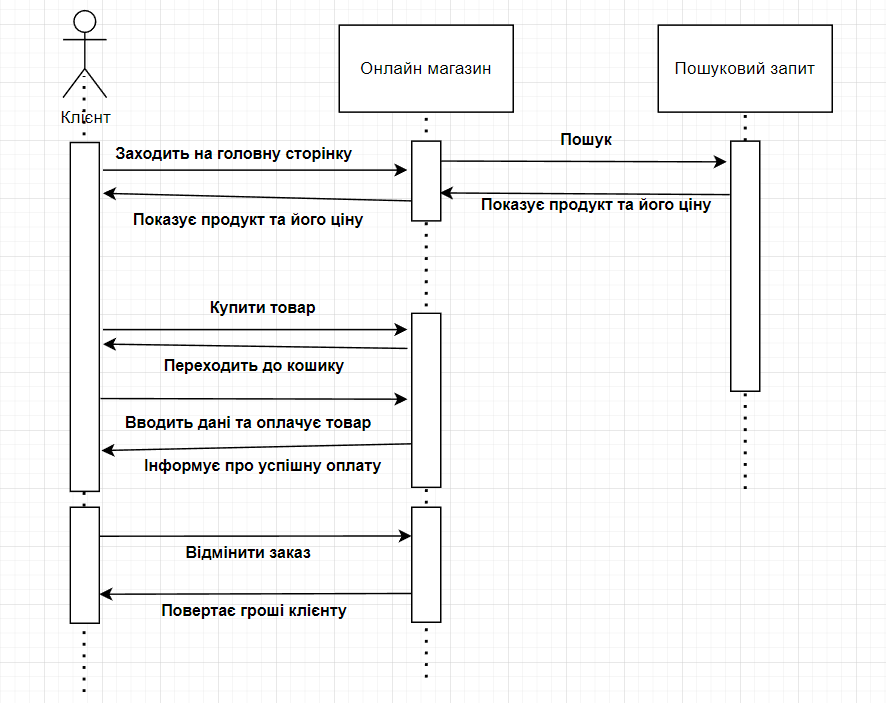 Клієнт
Онлайн магазин
Пошуковий запит
Заходить на головну сторінку
Пошук
Показує продукт та його ціну
Показує продукт та його ціну
Купити товар
Переходить до кошику
Вводить дані та оплачує товар
Інформує про успішну оплату
Відмінити заказ
Повертає гроші клієнту